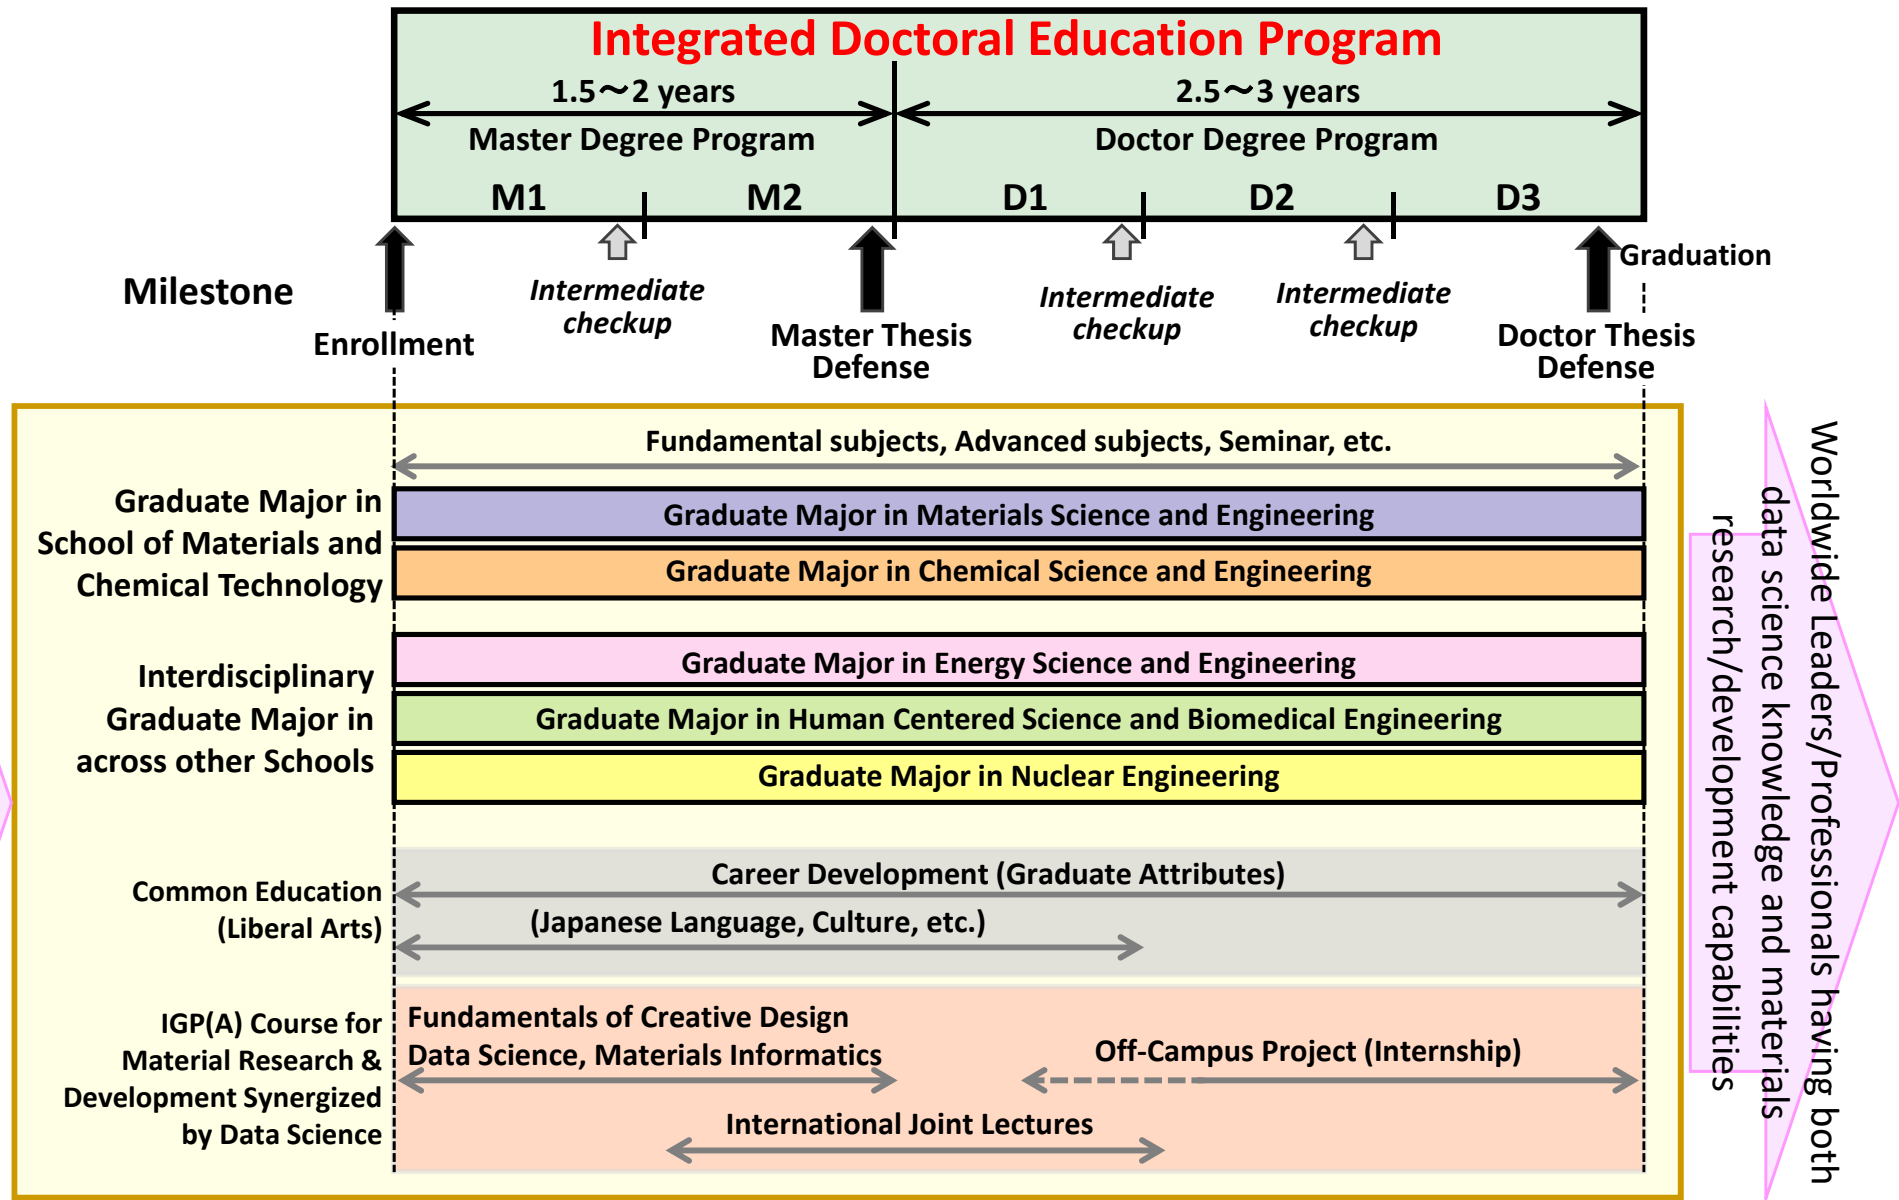 Integrated Doctoral Education Program
1.5～2 years
2.5～3 years
Master Degree Program
Doctor Degree Program
M1
M2
D1
D2
D3
Milestone
Enrollment
Intermediate
checkup
Master Thesis
Defense
Intermediate
checkup
Intermediate
checkup
Graduation
Doctor Thesis
Defense
Fundamental subjects, Advanced subjects, Seminar, etc.
Graduate Major in
School of Materials and
Chemical Technology
Graduate Major in Materials Science and Engineering
Graduate Major in Chemical Science and Engineering
Interdisciplinary
Graduate Major in
across other Schools
Graduate Major in Energy Science and Engineering
Graduate Major in Human Centered Science and Biomedical Engineering
Graduate Major in Nuclear Engineering
Common Education
(Liberal Arts)
Career Development (Graduate Attributes)
(Japanese Language, Culture, etc.)
IGP(A) Course for
Material Research &
Development Synergized
by Data Science
Fundamentals of Creative Design
Data Science, Materials Informatics
Off-Campus Project (Internship)
International Joint Lectures
Worldwide Leaders/Professionals having both
data science knowledge and materials
research/development capabilities